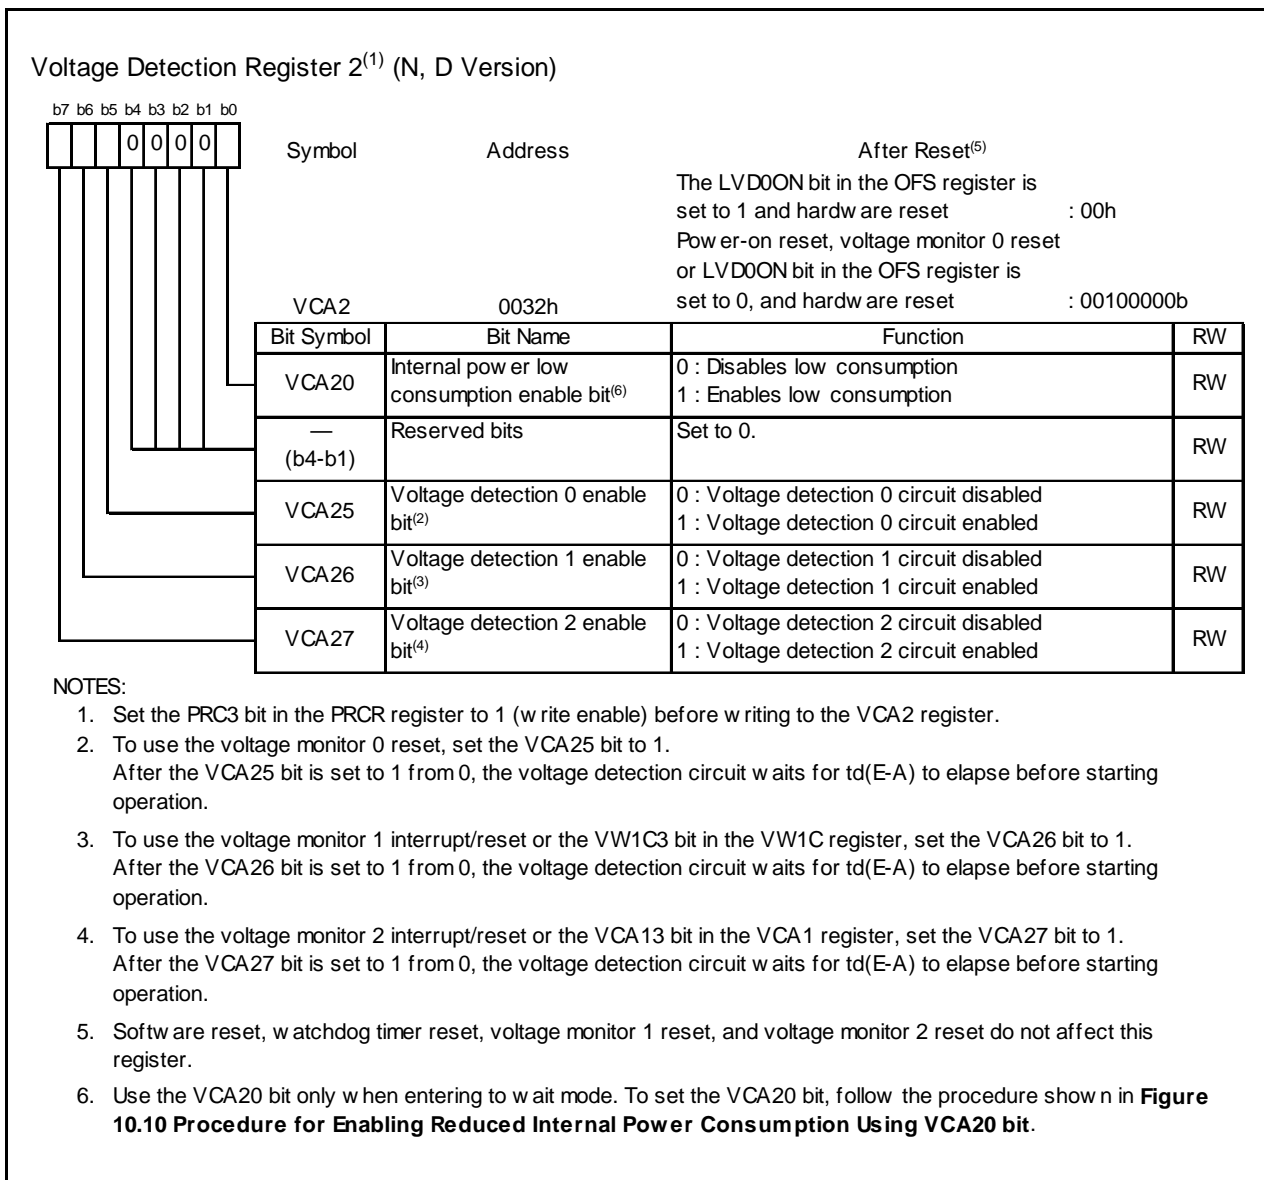 Voltage Detection Register 2(1) (N, D Version)
b7 b6 b5 b4 b3 b2 b1 b0
0 0 0 0
Symbol Address After Reset(5)
The LVD0ON bit in the OFS register is
set to 1 and hardware reset : 00h
Power-on reset, voltage monitor 0 reset
or LVD0ON bit in the OFS register is
VCA2 0032h set to 0, and hardware reset : 00100000b
Bit Symbol Bit Name Function RW
VCA20 Internal power low 0 : Disables low consumption RW
consumption enable bit(6) 1 : Enables low consumption
— Reserved bits Set to 0. RW
(b4-b1)
VCA25 Voltage detection 0 enable 0 : Voltage detection 0 circuit disabled RW
bit(2) 1 : Voltage detection 0 circuit enabled
VCA26 Voltage detection 1 enable 0 : Voltage detection 1 circuit disabled RW
bit(3) 1 : Voltage detection 1 circuit enabled
VCA27 Voltage detection 2 enable 0 : Voltage detection 2 circuit disabled RW
bit(4) 1 : Voltage detection 2 circuit enabled
NOTES:
1. Set the PRC3 bit in the PRCR register to 1 (write enable) before writing to the VCA2 register.
2. To use the voltage monitor 0 reset, set the VCA25 bit to 1.
After the VCA25 bit is set to 1 from 0, the voltage detection circuit waits for td(E-A) to elapse before starting
operation.
3. To use the voltage monitor 1 interrupt/reset or the VW1C3 bit in the VW1C register, set the VCA26 bit to 1.
After the VCA26 bit is set to 1 from 0, the voltage detection circuit waits for td(E-A) to elapse before starting
operation.
4. To use the voltage monitor 2 interrupt/reset or the VCA13 bit in the VCA1 register, set the VCA27 bit to 1.
After the VCA27 bit is set to 1 from 0, the voltage detection circuit waits for td(E-A) to elapse before starting
operation.
5. Software reset, watchdog timer reset, voltage monitor 1 reset, and voltage monitor 2 reset do not affect this
register.
6. Use the VCA20 bit only when entering to wait mode. To set the VCA20 bit, follow the procedure shown in Figure
10.10 Procedure for Enabling Reduced Internal Power Consumption Using VCA20 bit.